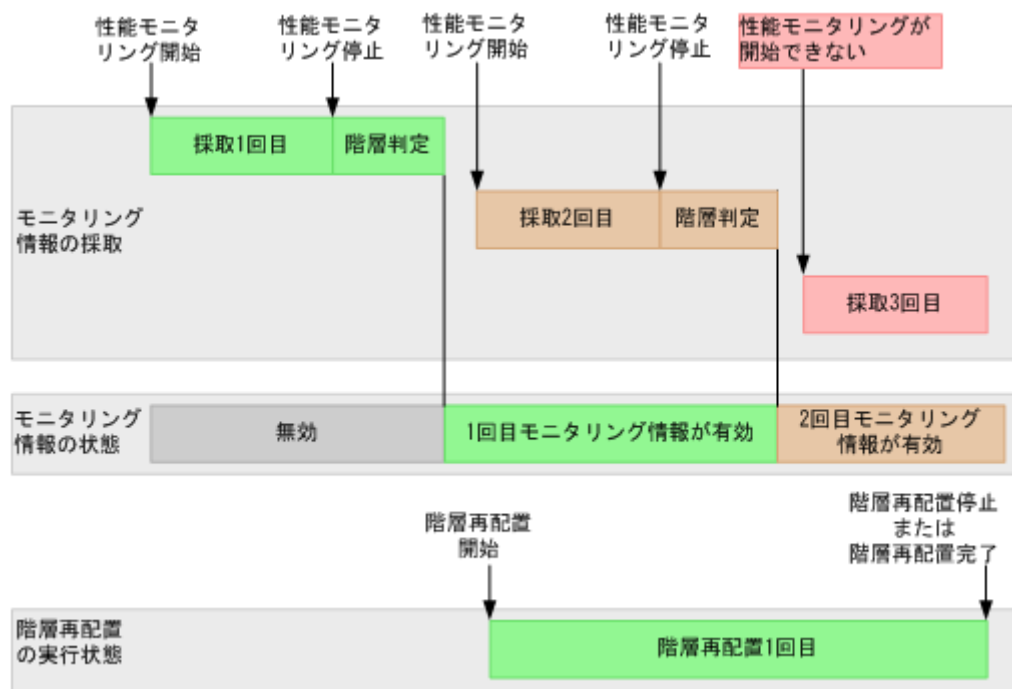 性能モニタ
リング開始
性能モニタ
リング停止
性能モニタ
リング開始
性能モニタ
リング停止
性能モニタリングが
開始できない
モニタリング
情報の採取
採取1回目
階層判定
採取2回目
階層判定
採取3回目
モニタリング
情報の状態
無効
1回目モニタリング情報が有効
2回目モニタリング
情報が有効
階層再配置
開始
階層再配置停止
または
階層再配置完了
階層再配置
の実行状態
階層再配置1回目